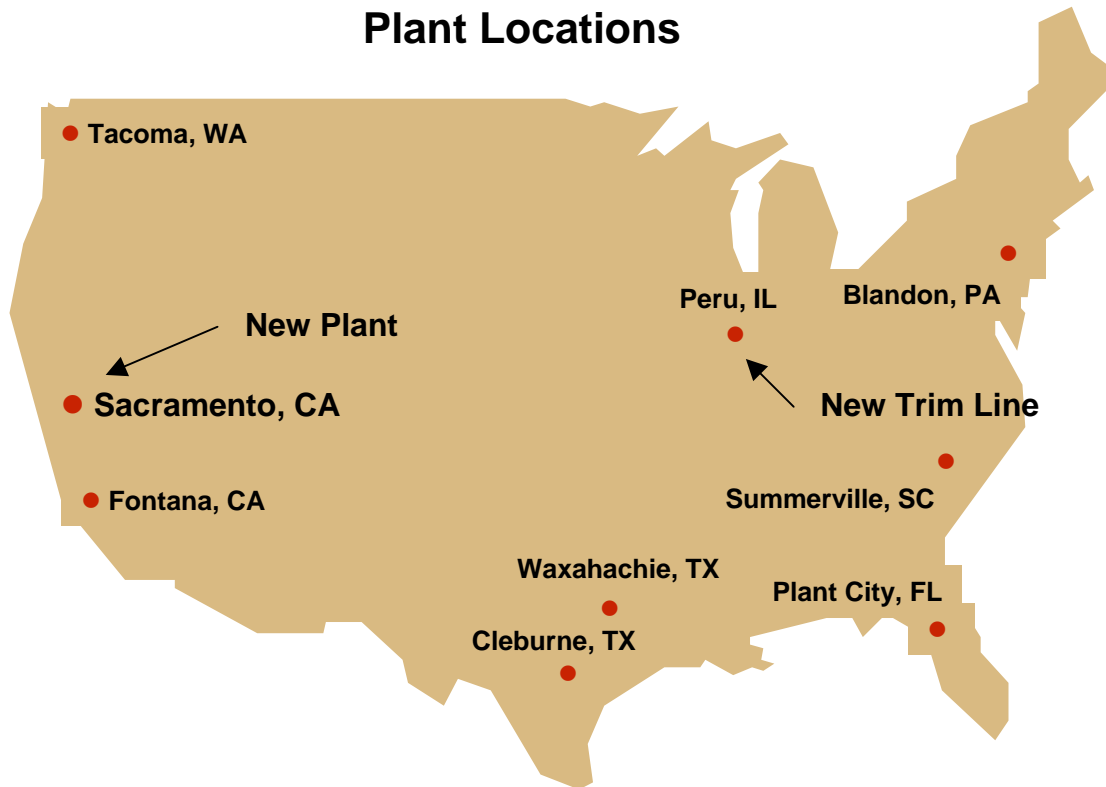 Plant Locations
Tacoma, WA
Peru, IL
Blandon, PA
New Plant
Sacramento, CA
New Trim Line
Fontana, CA
Summerville, SC
Waxahachie, TX
Plant City, FL
Cleburne, TX